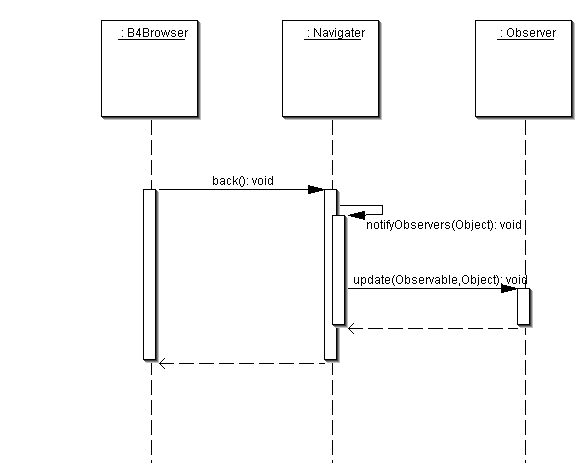 : B4Browser
: Navigater
: Observer
back(): void
notifyObservers(Object): void
update(Observable,Object): void